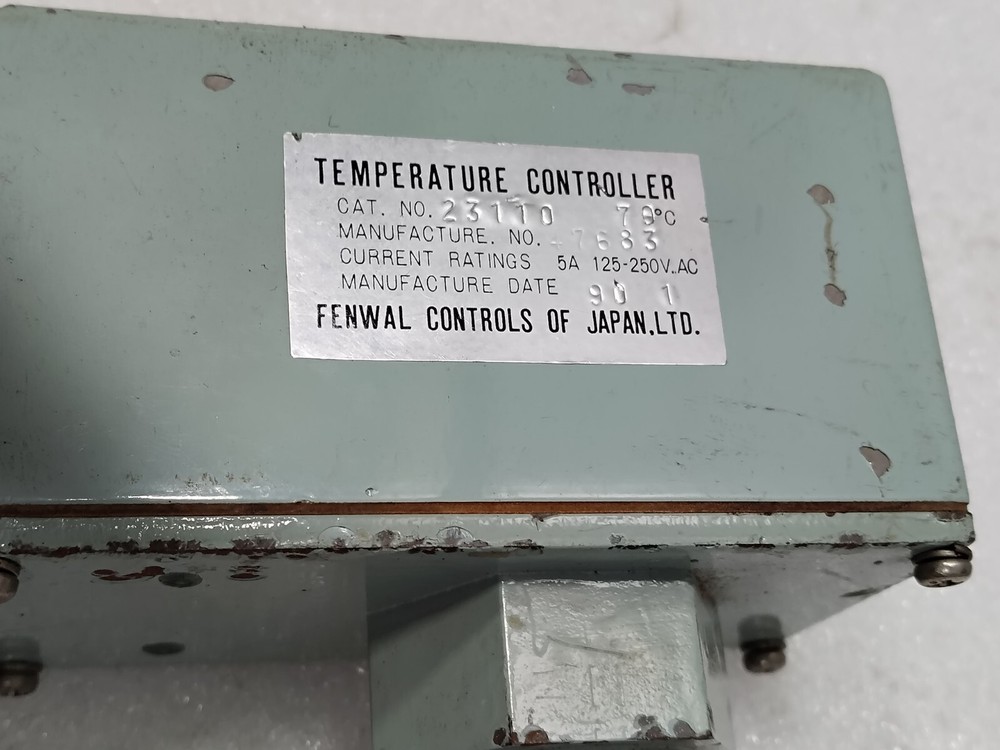 TEMPERATURE CONTROLLER
CAT. NO. 23110 70°C
MANUFACTURE. NO. -7683
CURRENT RATINGS 5A 125-250V.AC
MANUFACTURE DATE 90 1
FENWAL CONTROLS OF JAPAN,LTD.